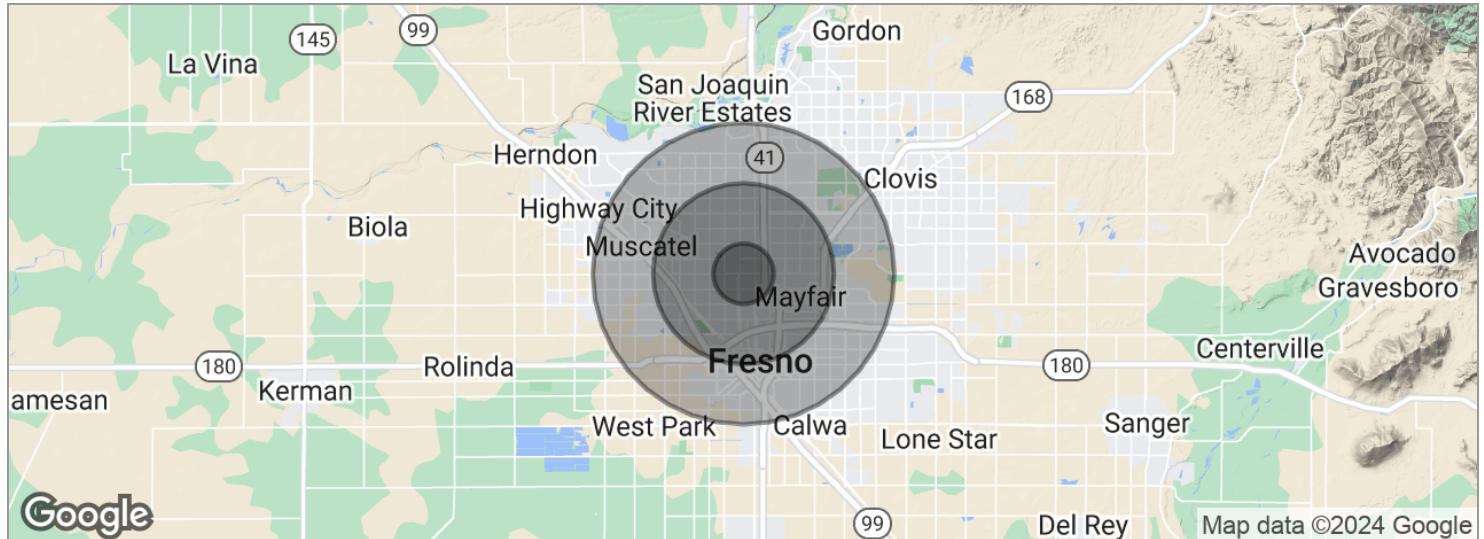 Gordon
99
145
La Vina
San Joaquin
River Estates
168
Herndon
41
Clovis
Highway City
Biola
Muscatel
Avocado
Mayfair
Gravesboro
Centerville
Fresno
180
Rolinda
180
Kerman
amesan
Sanger
West Park
Calwa
Lone Star
Google
99
Del Rey
Map data ©2024 Google